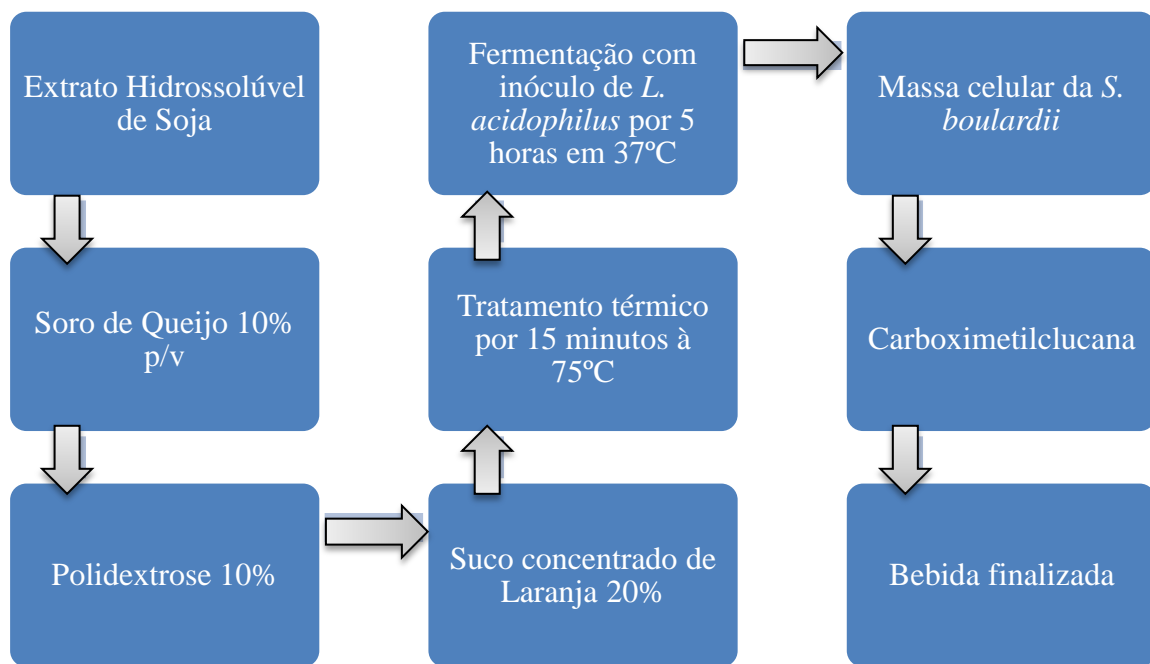 Extrato Hidrossolúvel
de Soja
Soro de Queijo 10%
p/v
Polidextrose 10%
Suco concentrado de
Laranja 20%
Tratamento térmico
por 15 minutos à
75ºC
Fermentação com
inóculo de L.
acidophilus por 5
horas em 37ºC
Massa celular da S.
boulardii
Carboximetilclucana
Bebida finalizada